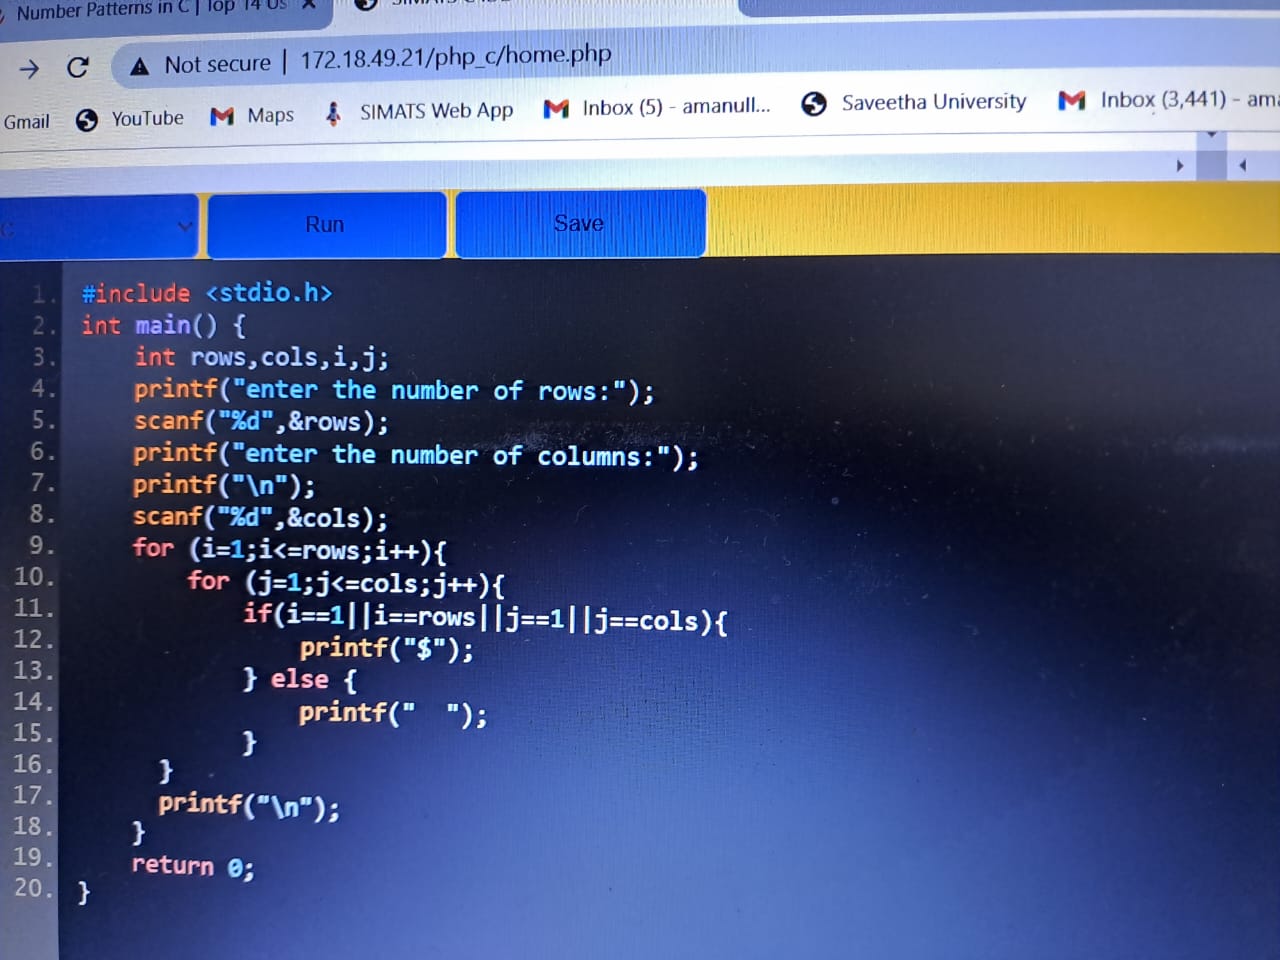 Number Patterns in C | Top 14 Us
Not secure | 172.18.49.21/php_c/home.php
Gmail YouTube Maps SIMATS Web App Inbox (5) - amanull... Saveetha University Inbox (3,441) - ama
C Run Save
1. #include <stdio.h>
2. int main() {
3. int rows,cols,i,j;
4. printf("enter the number of rows:");
5. scanf("%d",&rows);
6. printf("enter the number of columns:");
7. printf("\n");
8. scanf("%d",&cols);
9. for (i=1;i<=rows;i++){
10. for (j=1;j<=cols;j++){
11. if(i==1||i==rows||j==1||j==cols){
12. printf("$");
13. } else {
14. printf("  ");
15. }
16. }
17. printf("\n");
18. }
19. return 0;
20. }